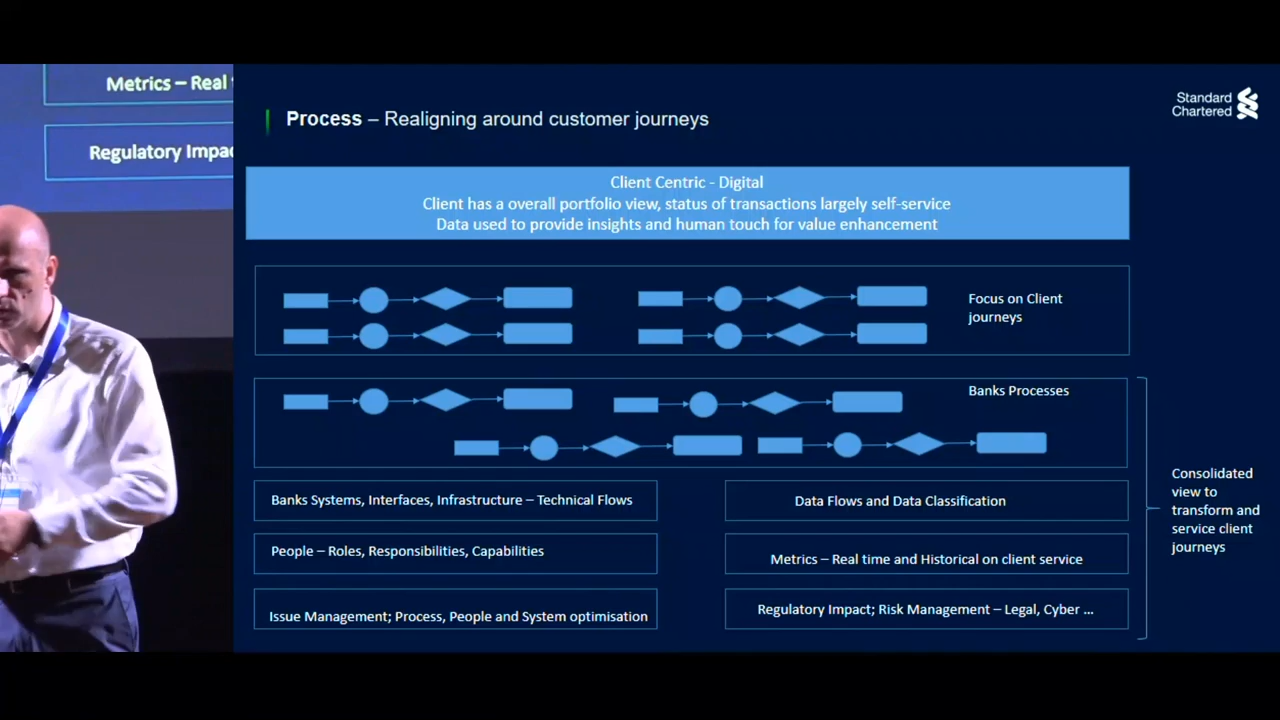 Metrics – Real
Regulatory Impac
Standard
Chartered
Process – Realigning around customer journeys
Client Centric - Digital
Client has a overall portfolio view, status of transactions largely self-service
Data used to provide insights and human touch for value enhancement
Focus on Client
journeys
Banks Processes
Banks Systems, Interfaces, Infrastructure – Technical Flows
Data Flows and Data Classification
People – Roles, Responsibilities, Capabilities
Metrics – Real time and Historical on client service
Issue Management; Process, People and System optimisation
Regulatory Impact; Risk Management – Legal, Cyber ...
Consolidated
view to
transform and
service client
journeys